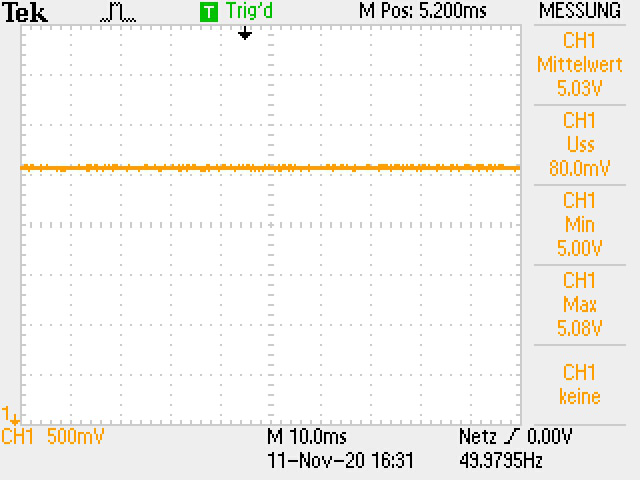 Tek T Trig'd M Pos: 5.200ms MESSUNG
CH1
Mittelwert
5.03V
CH1
Uss
80.0mV
CH1
Min
5.00V
CH1
Max
5.08V
CH1
keine
1
CH1 500mV M 10.0ms Netz 0.00V
11-Nov-20 16:31 49.9795Hz